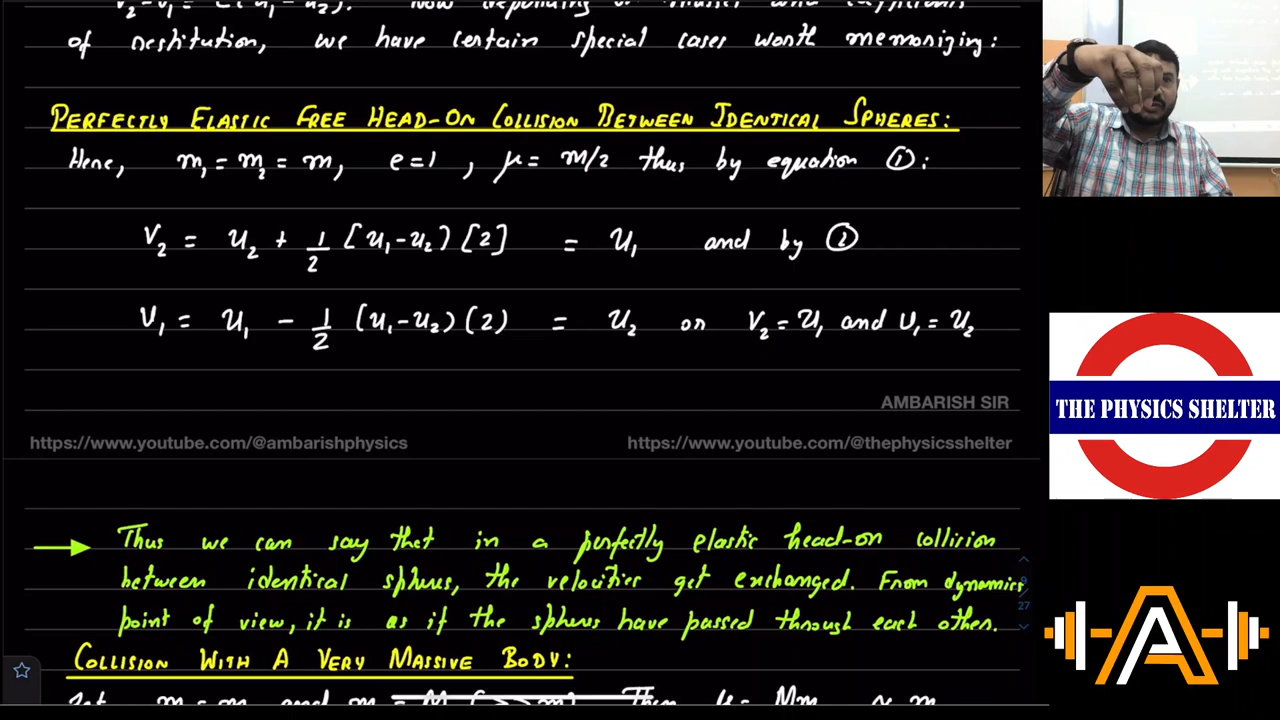 of restitution, we have certain special cases worth memorizing:
PERFECTLY ELASTIC FREE HEAD-ON COLLISION BETWEEN IDENTICAL SPHERES:
Here, m₁ = m₂ = m, e = 1, μ = m/2 thus by equation ①:
V₂ = u₂ + 1/2 [u₁-u₂) [2] = u₁ and by ②
V₁ = u₁ - 1/2 (u₁-u₂)(2) = u₂ or V₂ = u₁ and v₁ = u₂
AMBARISH SIR
https://www.youtube.com/@ambarishphysics https://www.youtube.com/@thephysicsshelter
Thus we can say that in a perfectly elastic head-on collision
between identical spheres, the velocities get exchanged. From dynamics
point of view, it is as if the spheres have passed through each other.
COLLISION WITH A VERY MASSIVE BODY:
THE PHYSICS SHELTER
9
27